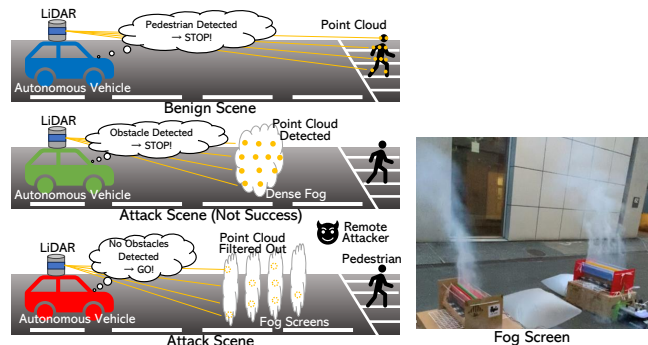 LiDAR
Pedestrian Detected
→ STOP!
Point Cloud
Autonomous Vehicle
Benign Scene
LiDAR
Obstacle Detected
→ STOP!
Point Cloud
Detected
Autonomous Vehicle
Dense Fog
Attack Scene (Not Success)
Remote
Attacker
LiDAR
No Obstacles
Detected
→ GO!
Point Cloud
Filtered Out
Pedestrian
Autonomous Vehicle
Fog Screens
Attack Scene
Fog Screen